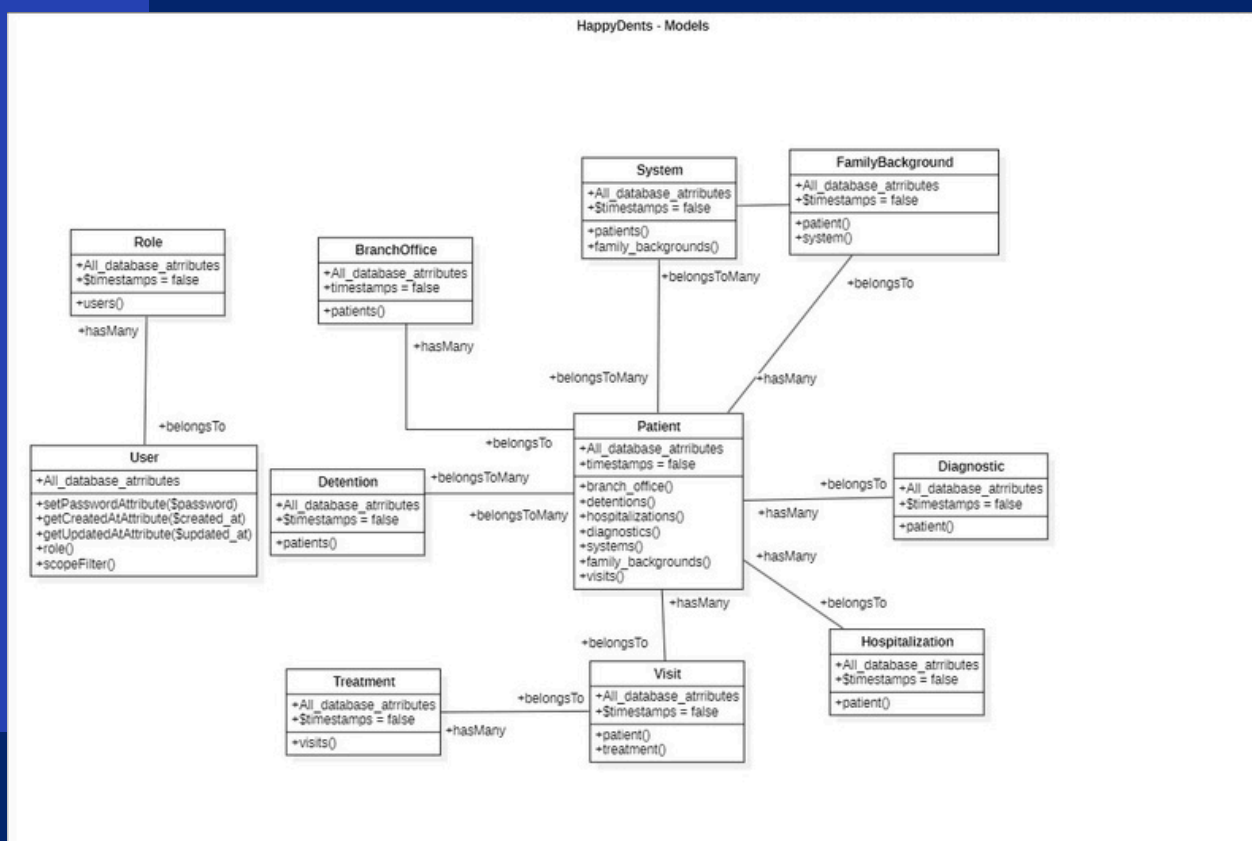 HappyDents - Models
System
+All_database_atrributes
+$timestamps = false
+patients()
+family_backgrounds()
FamilyBackground
+All_database_atrributes
+$timestamps = false
+patient()
+system()
Role
+All_database_atrributes
+$timestamps = false
+users()
BranchOffice
+All_database_atrributes
+timestamps = false
+patients()
+belongsToMany
+belongsTo
+hasMany
+hasMany
+belongsToMany
+hasMany
+belongsTo
+belongsTo
User
+All_database_atrributes
+setPasswordAttribute($password)
+getCreatedAtAttribute($created_at)
+getUpdatedAtAttribute($updated_at)
+role()
+scopeFilter()
Detention
+All_database_atrributes
+$timestamps = false
+patients()
+belongsToMany
+belongsToMany
Patient
+All_database_atrributes
+timestamps = false
+branch_office()
+detentions()
+hospitalizations()
+diagnostics()
+systems()
+family_backgrounds()
+visits()
+belongsTo
+hasMany
Diagnostic
+All_database_atrributes
+$timestamps = false
+patient()
+hasMany
+belongsTo
+hasMany
+belongsTo
Hospitalization
+All_database_atrributes
+$timestamps = false
+patient()
Treatment
+All_database_atrributes
+$timestamps = false
+visits()
+belongsTo
+hasMany
Visit
+All_database_atrributes
+$timestamps = false
+patient()
+treatment()